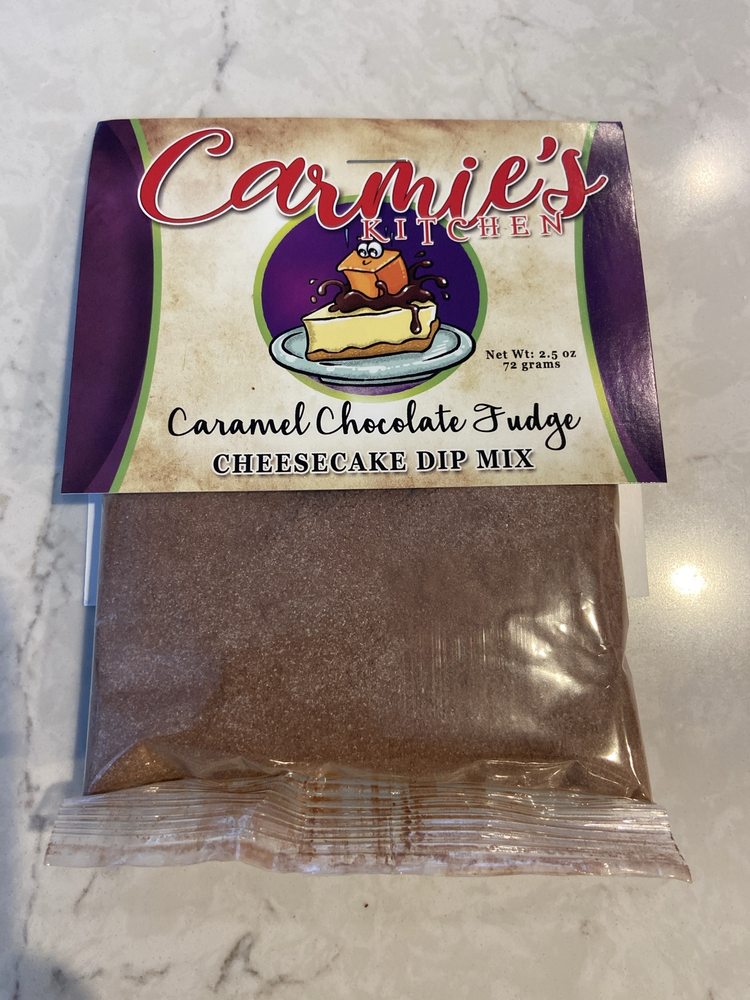 Carmie's
KITCHEN
Net Wt: 2.5 oz
72 grams
Caramel Chocolate Fudge
CHEESECAKE DIP MIX